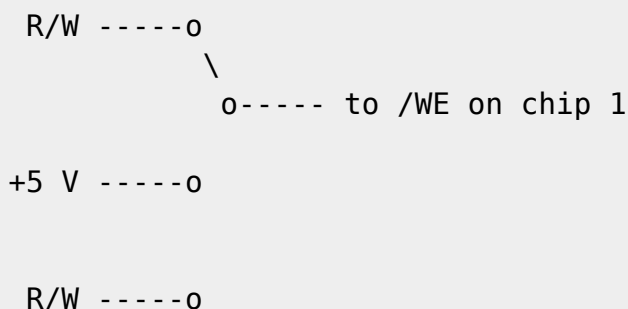 R/W -----o
\
o----- to /WE on chip 1
+5 V -----o
R/W -----o